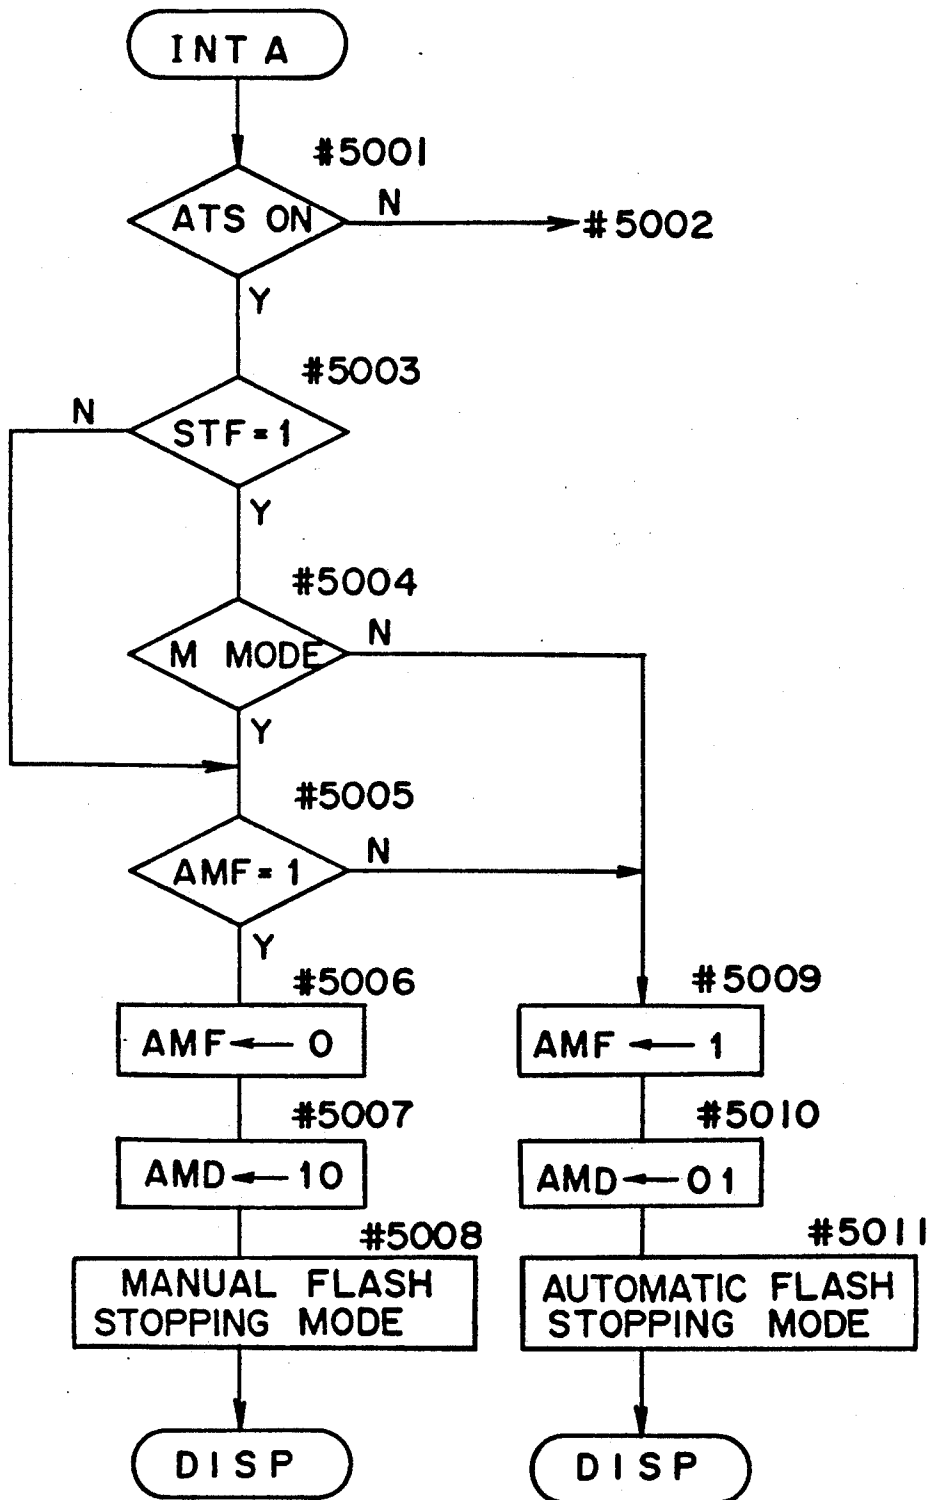 INT A
#5001
ATS ON
N
#5002
Y
#5003
N
STF=1
Y
#5004
N
M MODE
Y
#5005
N
AMF=1
Y
#5006
#5009
AMF ← 0
AMF ← 1
#5007
#5010
AMD ← 10
AMD ← 01
#5008
#5011
MANUAL FLASH
STOPPING MODE
AUTOMATIC FLASH
STOPPING MODE
DISP
DISP